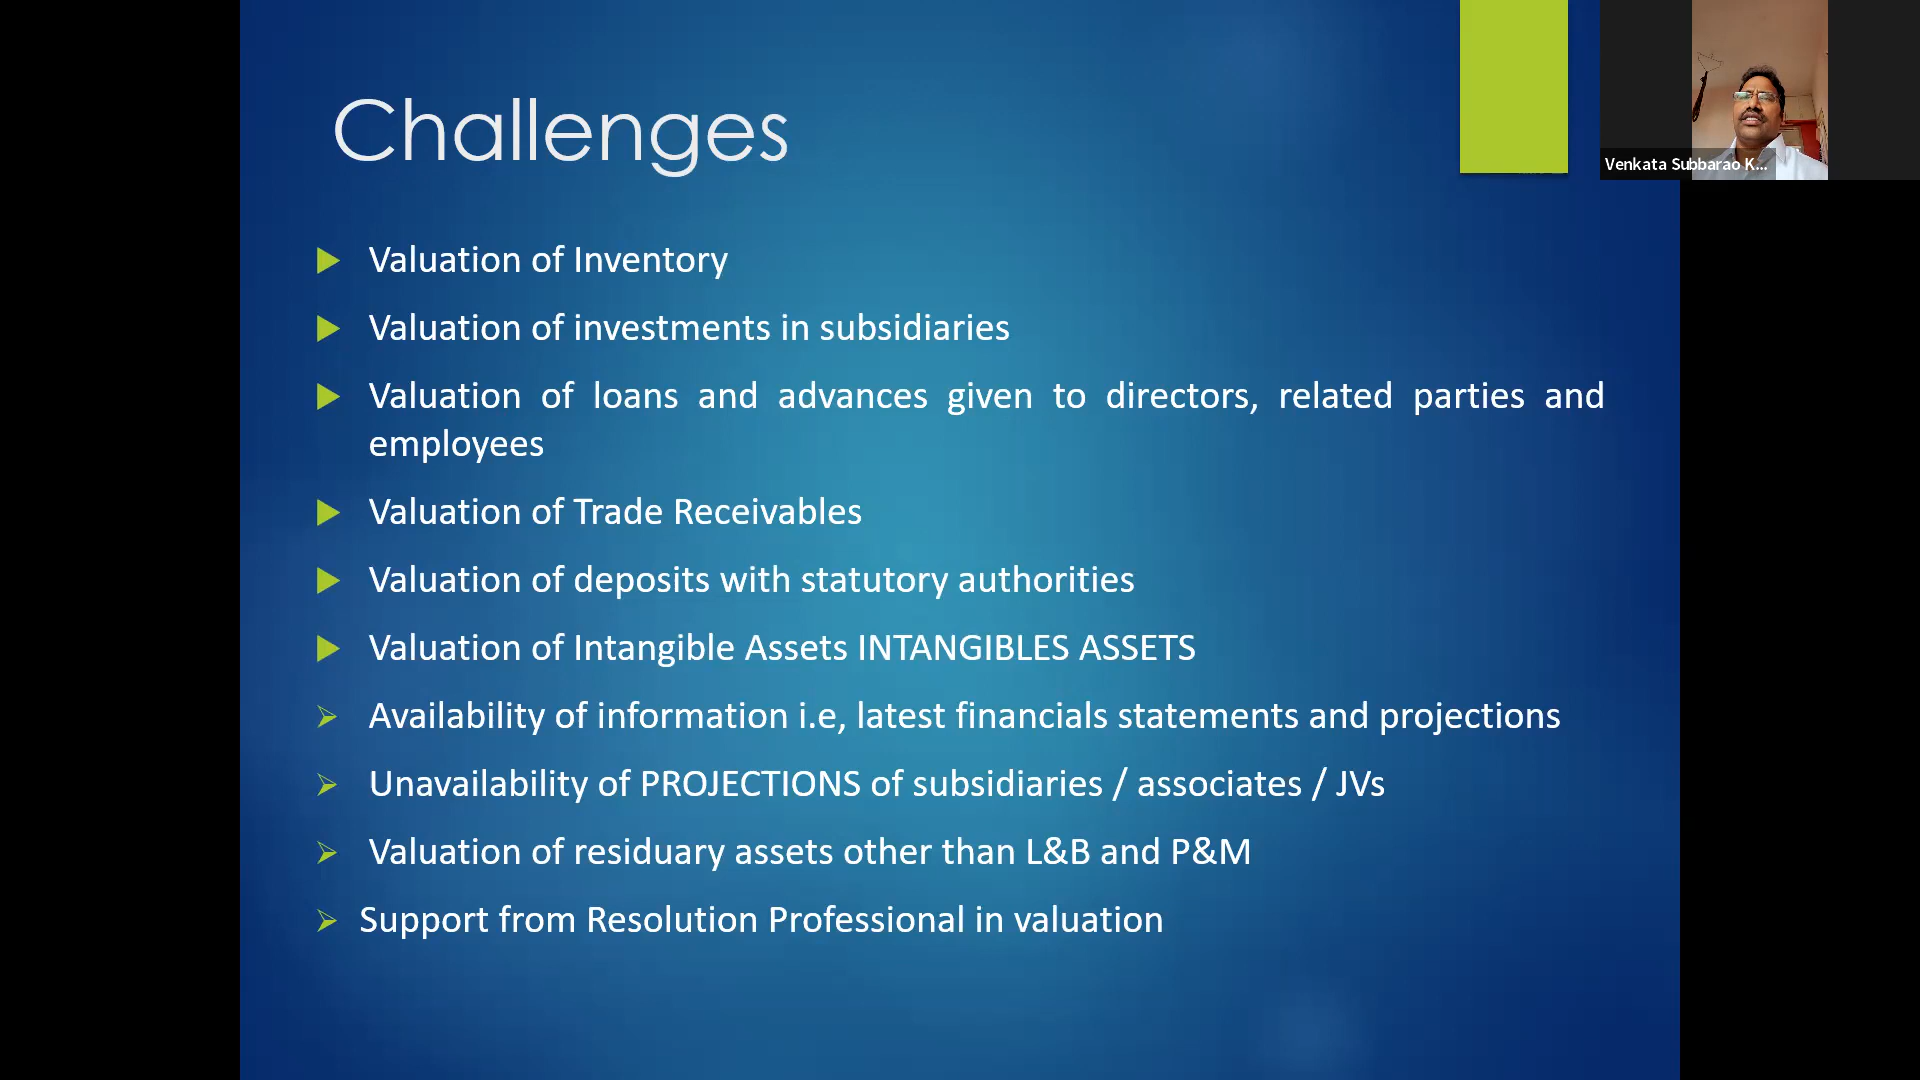 Challenges
Venkata Subbarao K...
Valuation of Inventory
Valuation of investments in subsidiaries
Valuation of loans and advances given to directors, related parties and
employees
Valuation of Trade Receivables
Valuation of deposits with statutory authorities
Valuation of Intangible Assets INTANGIBLES ASSETS
Availability of information i.e, latest financials statements and projections
Unavailability of PROJECTIONS of subsidiaries / associates / JVs
Valuation of residuary assets other than L&B and P&M
Support from Resolution Professional in valuation